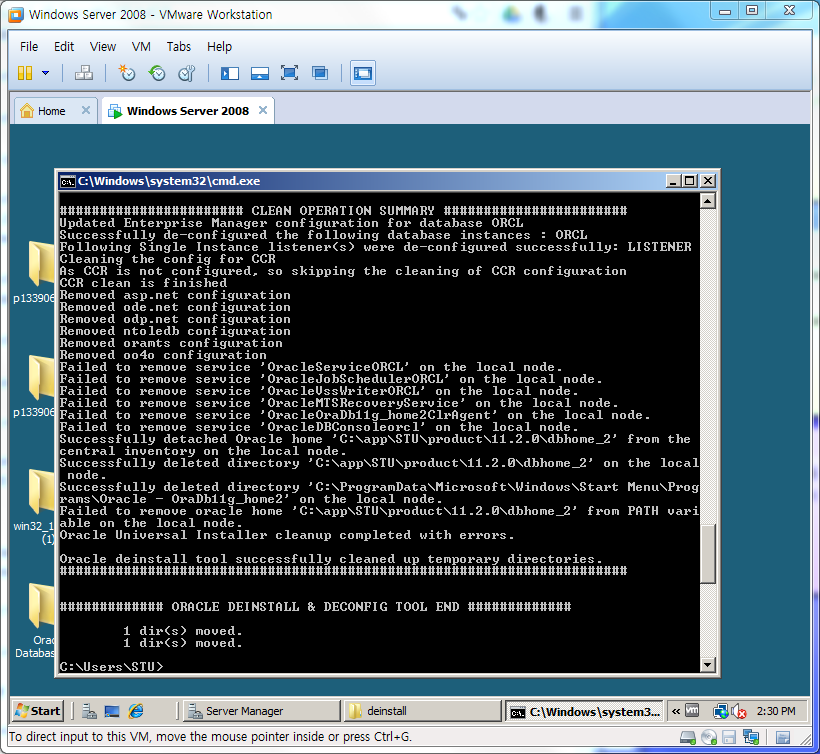 Windows Server 2008 - VMware Workstation
File Edit View VM Tabs Help
Home
Windows Server 2008
C:\Windows\system32\cmd.exe
####################### CLEAN OPERATION SUMMARY #######################
Updated Enterprise Manager configuration for database ORCL
Successfully de-configured the following database instances : ORCL
Following Single Instance listener(s) were de-configured successfully: LISTENER
Cleaning the config for CCR
As CCR is not configured, so skipping the cleaning of CCR configuration
CCR clean is finished
Removed asp.net configuration
Removed ode.net configuration
Removed odp.net configuration
Removed ntoledb configuration
Removed oramts configuration
Removed oo4o configuration
Failed to remove service 'OracleServiceORCL' on the local node.
Failed to remove service 'OracleJobSchedulerORCL' on the local node.
Failed to remove service 'OracleVssWriterORCL' on the local node.
Failed to remove service 'OracleMTSRecoveryService' on the local node.
Failed to remove service 'OracleOraDb11g_home2ClrAgent' on the local node.
Failed to remove service 'OracleDBConsoleorcl' on the local node.
Successfully detached Oracle home 'C:\app\STU\product\11.2.0\dbhome_2' from the
central inventory on the local node.
Successfully deleted directory 'C:\app\STU\product\11.2.0\dbhome_2' on the local
node.
Successfully deleted directory 'C:\ProgramData\Microsoft\Windows\Start Menu\Prog
rams\Oracle - OraDb11g_home2' on the local node.
Failed to remove oracle home 'C:\app\STU\product\11.2.0\dbhome_2' from PATH vari
able on the local node.
Oracle Universal Installer cleanup completed with errors.
Oracle deinstall tool successfully cleaned up temporary directories.
#######################################################################
############# ORACLE DEINSTALL & DECONFIG TOOL END #############
1 dir(s) moved.
1 dir(s) moved.
C:\Users\STU>
p133906
p133906
win32_1
(1)
Orac
Databas
Start
Server Manager
deinstall
C:\Windows\system3...
«
vm
2:30 PM
To direct input to this VM, move the mouse pointer inside or press Ctrl+G.